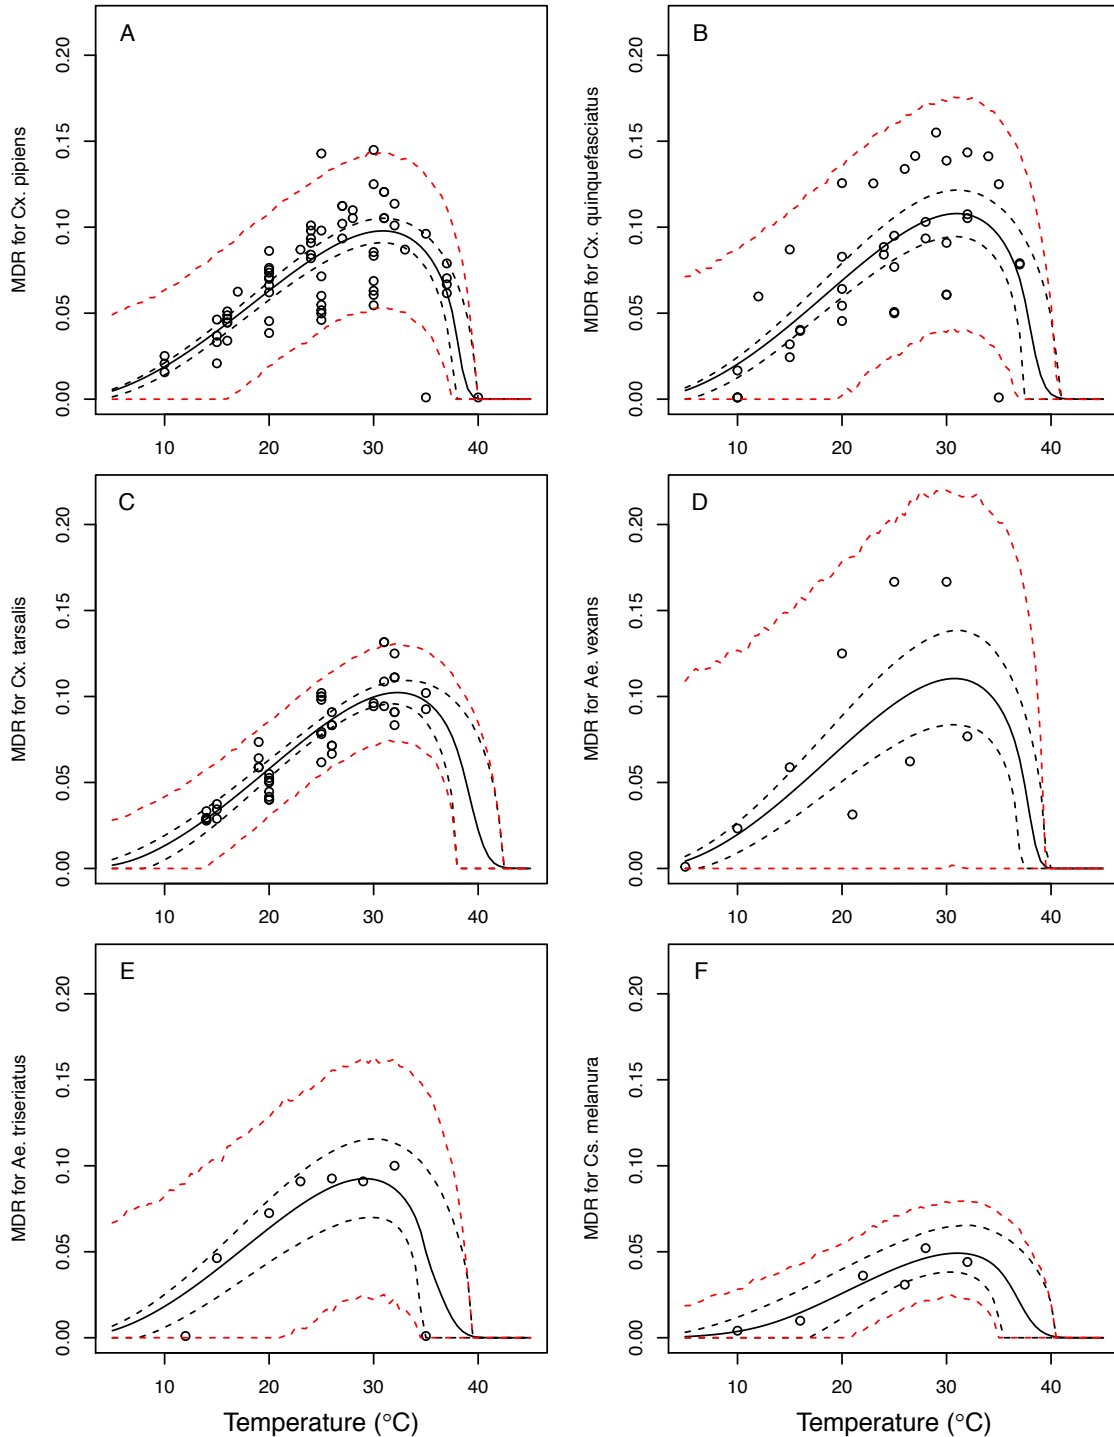 A
MDR for Cx. pipiens
0.00 0.05 0.10 0.15 0.20
10 20 30 40
B
MDR for Cx. quinquefasciatus
0.00 0.05 0.10 0.15 0.20
10 20 30 40
C
MDR for Cx. tarsalis
0.00 0.05 0.10 0.15 0.20
10 20 30 40
D
MDR for Ae. vexans
0.00 0.05 0.10 0.15 0.20
10 20 30 40
E
MDR for Ae. triseriatus
0.00 0.05 0.10 0.15 0.20
10 20 30 40
Temperature (°C)
F
MDR for Cs. melanura
0.00 0.05 0.10 0.15 0.20
10 20 30 40
Temperature (°C)